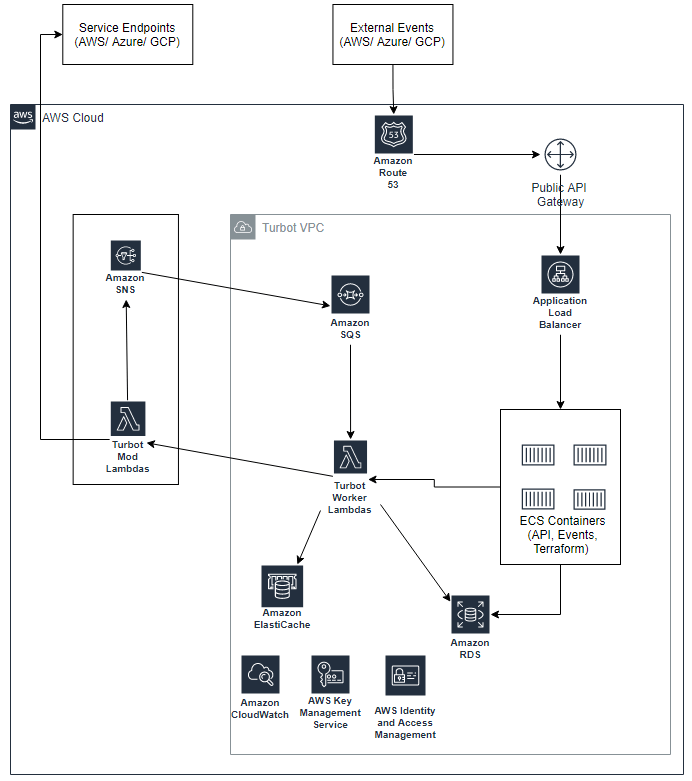 Service Endpoints
(AWS/ Azure/ GCP)
External Events
(AWS/ Azure/ GCP)
aws
AWS Cloud
53
Amazon
Route
53
Public API
Gateway
Turbot VPC
Amazon
SNS
Amazon
SQS
Application
Load
Balancer
Turbot
Mod
Lambdas
Turbot
Worker
Lambdas
ECS Containers
(API, Events,
Terraform)
Amazon
ElastiCache
Amazon
RDS
Amazon
CloudWatch
AWS Key
Management
Service
AWS Identity
and Access
Management